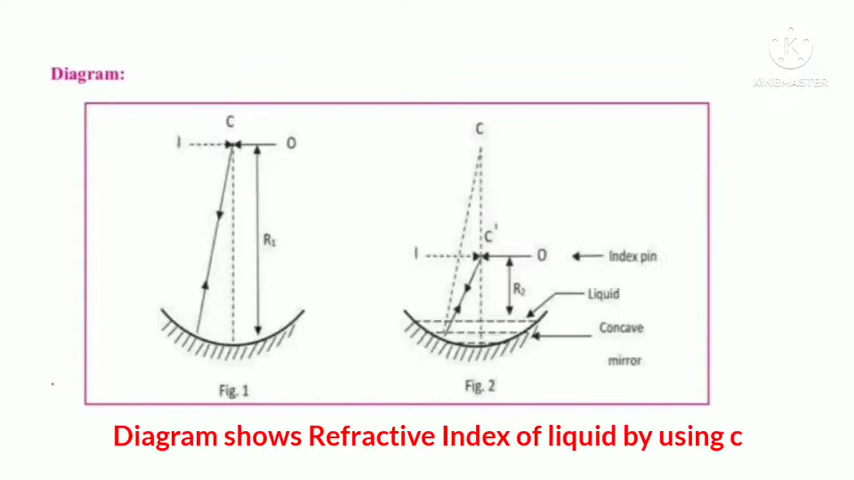 KINEMASTER
Diagram:
C
I
O
R₁
Fig. 1
C
C'
I
O
Index pin
R₂
Liquid
Concave
mirror
Fig. 2
Diagram shows Refractive Index of liquid by using c